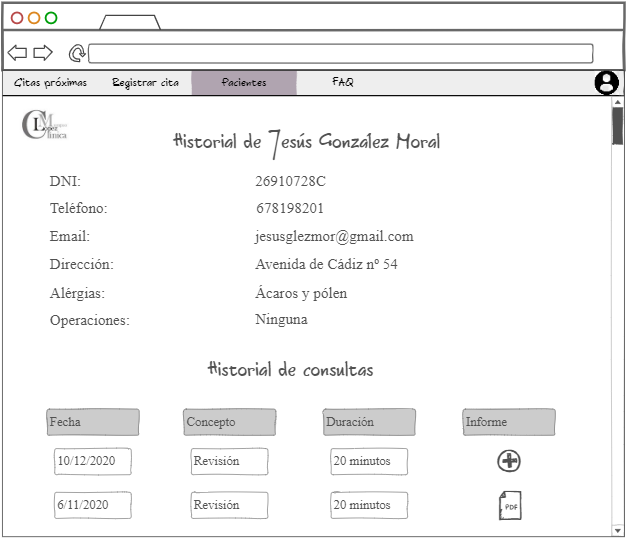 Citas próximas Registrar cita Pacientes FAQ
López
Clínica
Historial de Jesús González Moral
DNI: 26910728C
Teléfono: 678198201
Email: jesusglezmor@gmail.com
Dirección: Avenida de Cádiz nº 54
Alérgias: Ácaros y pólen
Operaciones: Ninguna
Historial de consultas
Fecha Concepto Duración Informe
10/12/2020 Revisión 20 minutos
6/11/2020 Revisión 20 minutos PDF